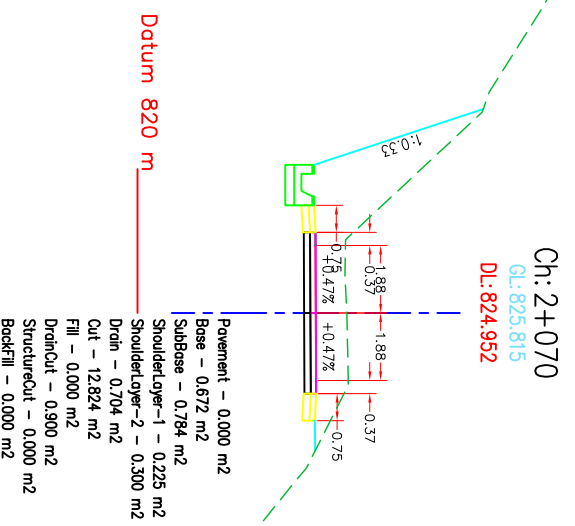 Ch: 2+070
GL: 825.815
DL: 824.952
1:0.33
0.75
0.37
1.88
1.88
0.37
0.75
+0.47%
+0.47%
Datum 820 m
Pavement - 0.000 m2
Base - 0.672 m2
SubBase - 0.784 m2
ShoulderLayer-1 - 0.225 m2
ShoulderLayer-2 - 0.300 m2
Drain - 0.704 m2
Cut - 12.824 m2
Fill - 0.000 m2
DrainCut - 0.900 m2
StructureCut - 0.000 m2
BackFill - 0.000 m2